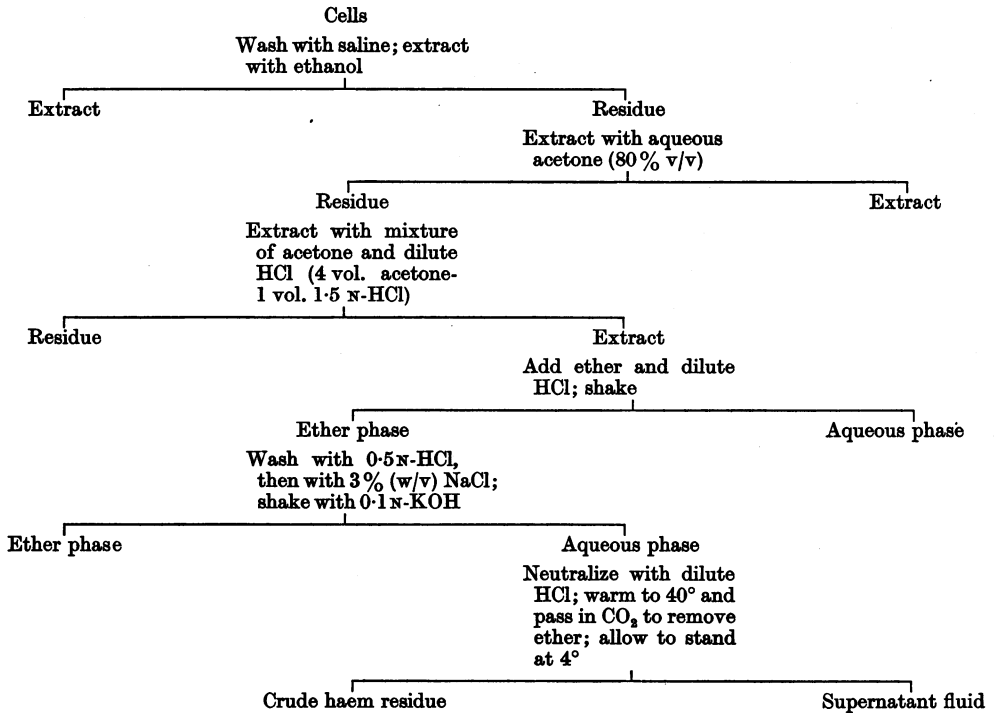 Cells
Wash with saline; extract
with ethanol
Extract
Residue
Extract with aqueous
acetone (80% v/v)
Residue
Extract
Extract with mixture
of acetone and dilute
HCl (4 vol. acetone-
1 vol. 1·5 N-HCl)
Residue
Extract
Add ether and dilute
HCl; shake
Ether phase
Aqueous phase
Wash with 0·5N-HCl,
then with 3% (w/v) NaCl;
shake with 0·1N-KOH
Ether phase
Aqueous phase
Neutralize with dilute
HCl; warm to 40° and
pass in CO₂ to remove
ether; allow to stand
at 4°
Crude haem residue
Supernatant fluid